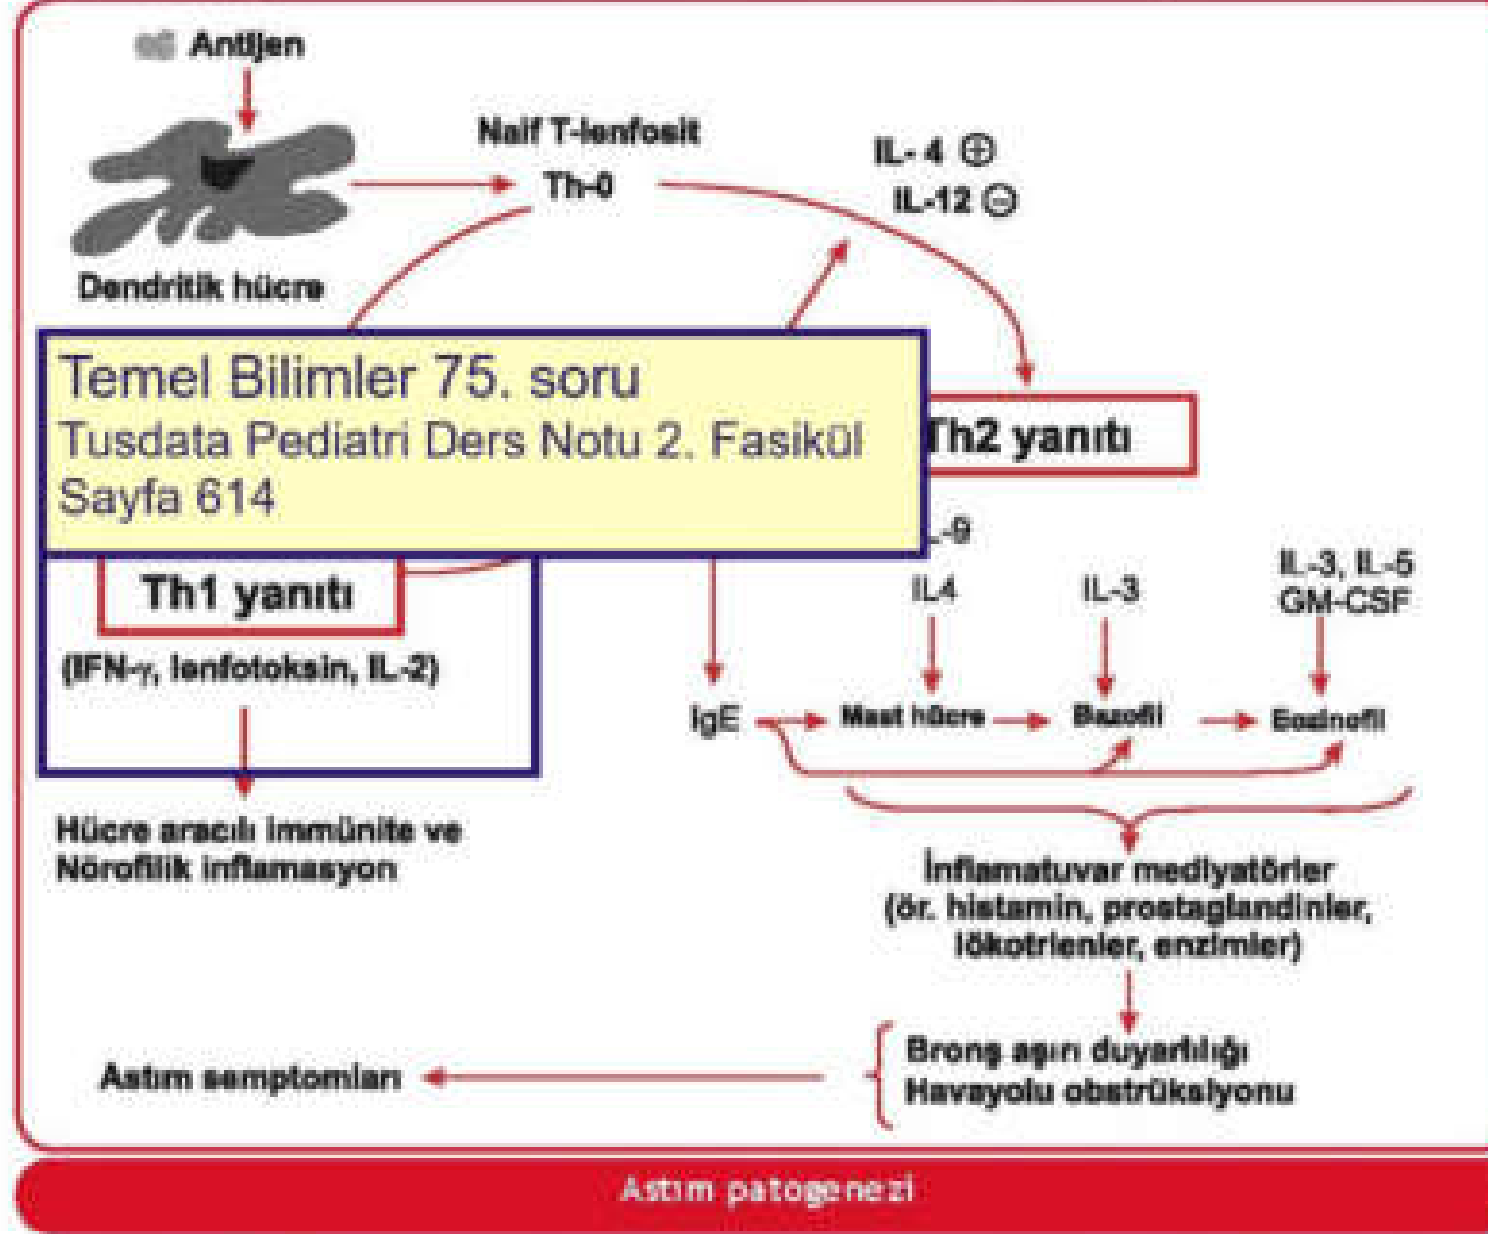 Antijen
Naif T-lenfosit
Th-0
IL- 4 ⊕
IL-12 ⊖
Dendritik hücre
Temel Bilimler 75. soru
Tusdata Pediatri Ders Notu 2. Fasikül
Sayfa 614
Th2 yanıtı
L-9
Th1 yanıtı
(IFN-γ, lenfotoksin, IL-2)
IL4
IL-3
IL-3, IL-5
GM-CSF
IgE
Mast hücre
Bazofil
Eozinofil
Hücre aracılı immünite ve
Nörofilik inflamasyon
İnflamatuvar mediyatörler
(ör. histamin, prostaglandinler,
lökotrienler, enzimler)
Bronş aşırı duyarlılığı
Havayolu obstrüksiyonu
Astım semptomları
Astım patogenezi